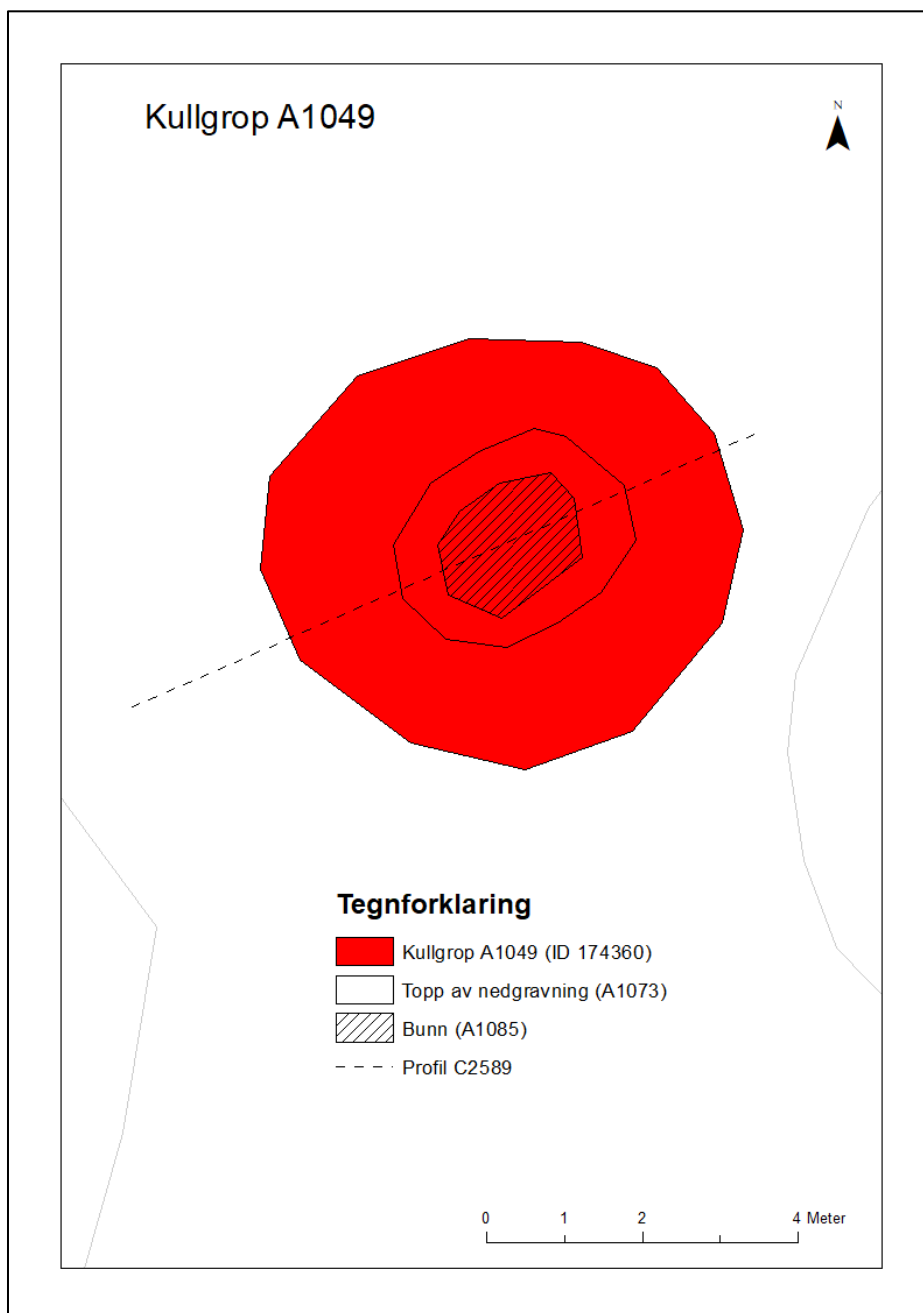 Kullgrop A1049
N
Tegnforklaring
Kullgrop A1049 (ID 174360)
Topp av nedgravning (A1073)
Bunn (A1085)
Profil C2589
0 1 2 4 Meter